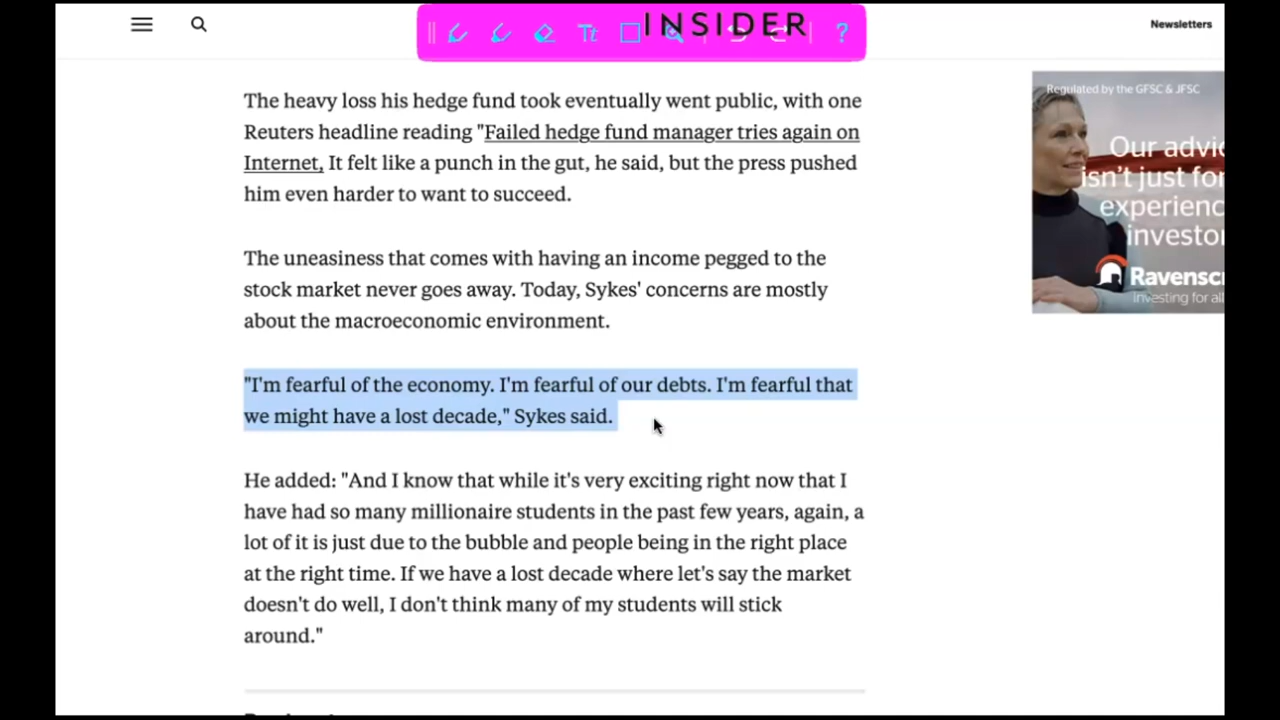 INSIDER
Newsletters
Tt
?
The heavy loss his hedge fund took eventually went public, with one
Reuters headline reading "Failed hedge fund manager tries again on
Internet, It felt like a punch in the gut, he said, but the press pushed
him even harder to want to succeed.
The uneasiness that comes with having an income pegged to the
stock market never goes away. Today, Sykes' concerns are mostly
about the macroeconomic environment.
"I'm fearful of the economy. I'm fearful of our debts. I'm fearful that
we might have a lost decade," Sykes said.
He added: "And I know that while it's very exciting right now that I
have had so many millionaire students in the past few years, again, a
lot of it is just due to the bubble and people being in the right place
at the right time. If we have a lost decade where let's say the market
doesn't do well, I don't think many of my students will stick
around."
Regulated by the GFSC & JFSC
Our advic
isn't just for
experienc
investor
Ravenscr
investing for all